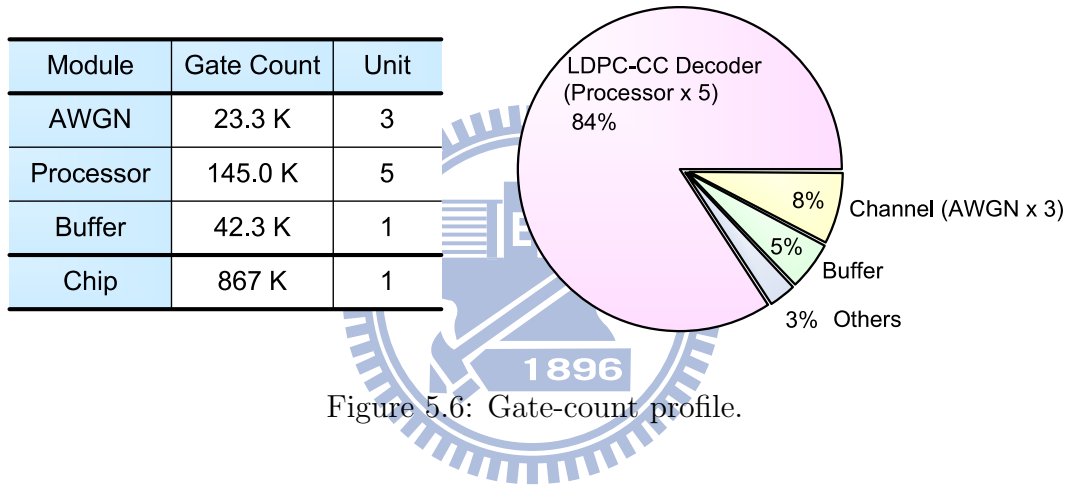 Module Gate Count Unit
AWGN 23.3 K 3
Processor 145.0 K 5
Buffer 42.3 K 1
Chip 867 K 1
LDPC-CC Decoder
(Processor x 5)
84%
8%
Channel (AWGN x 3)
5%
Buffer
3% Others
1896
Figure 5.6: Gate-count profile.